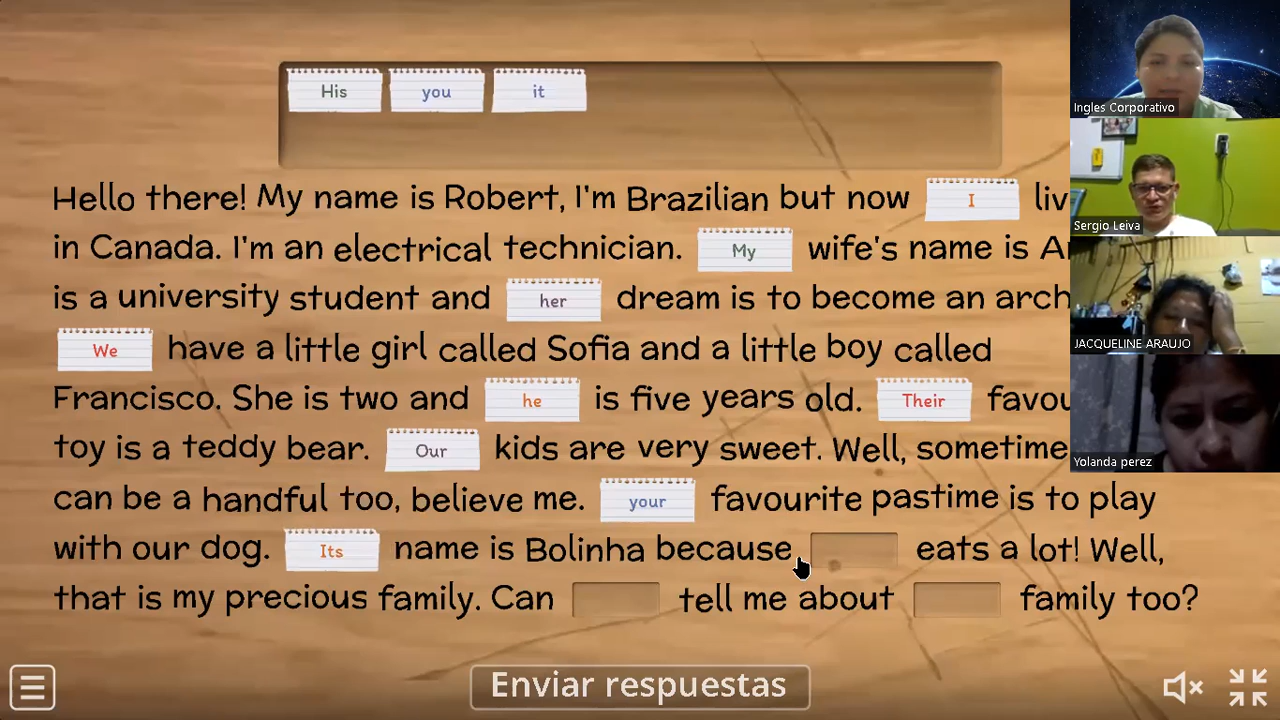 His you it
Hello there! My name is Robert, I'm Brazilian but now I
in Canada. I'm an electrical technician. My wife's name is
is a university student and her dream is to become an
We have a little girl called Sofia and a little boy called
Francisco. She is two and he is five years old. Their
toy is a teddy bear. Our kids are very sweet. Well,
can be a handful too, believe me. your favourite pastime is to play
with our dog. Its name is Bolinha because eats a lot! Well,
that is my precious family. Can tell me about family too?
Enviar respuestas
Ingles Corporativo
Sergio Leiva
JACQUELINE ARAUJO
Yolanda perez